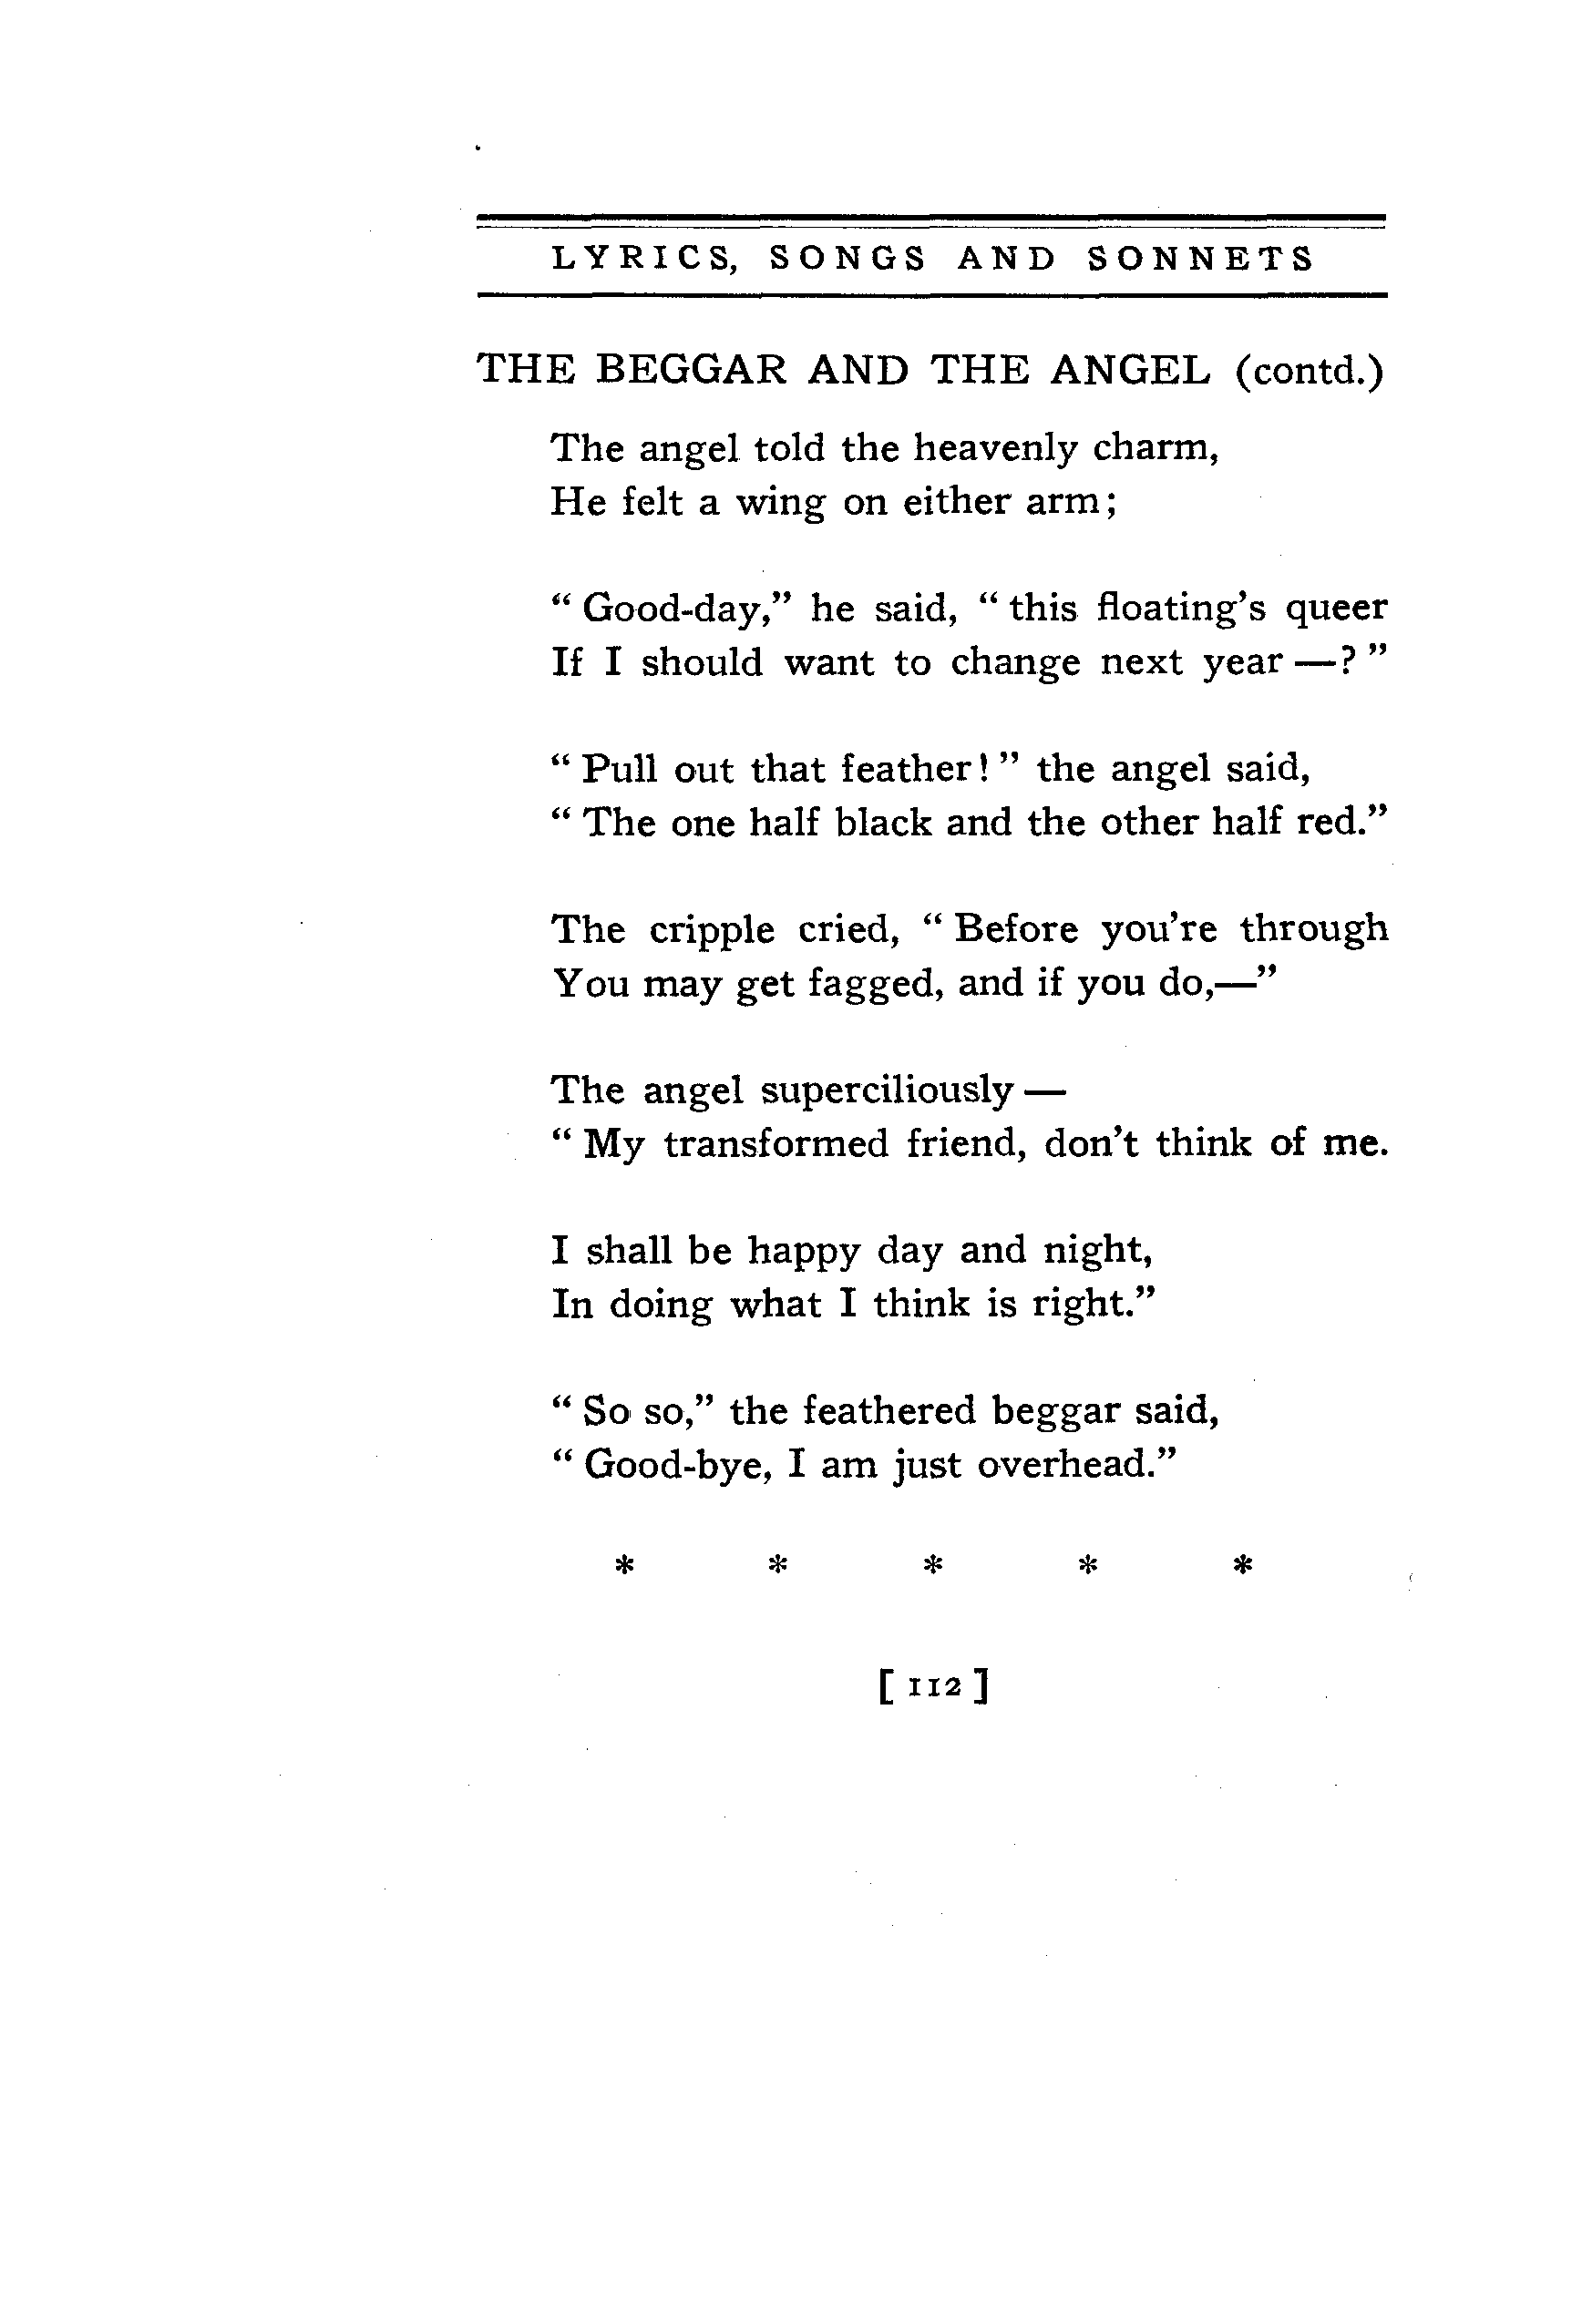 LYRICS, SONGS AND SONNETS
THE BEGGAR AND THE ANGEL (contd.)
The angel told the heavenly charm,
He felt a wing on either arm;
“ Good-day,” he said, “ this floating’s queer
If I should want to change next year —? ”
“ Pull out that feather! ” the angel said,
“ The one half black and the other half red.”
The cripple cried, “ Before you’re through
You may get fagged, and if you do,—”
The angel superciliously —
“ My transformed friend, don’t think of me.
I shall be happy day and night,
In doing what I think is right.”
“ So so,” the feathered beggar said,
“ Good-bye, I am just overhead.”
* * * * *
[ 112 ]